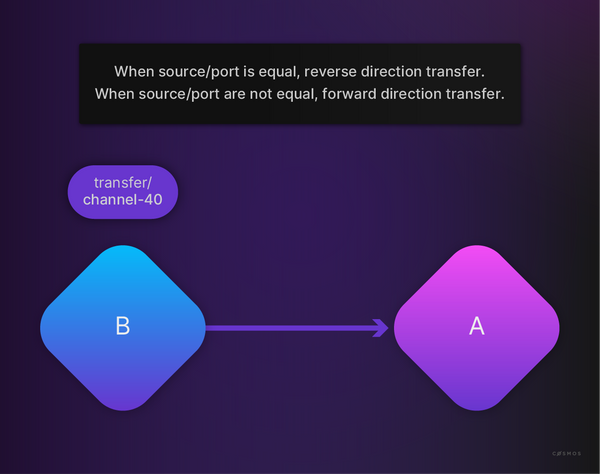 When source/port is equal, reverse direction transfer.
When source/port are not equal, forward direction transfer.
transfer/
channel-40
B
A
COSMOS